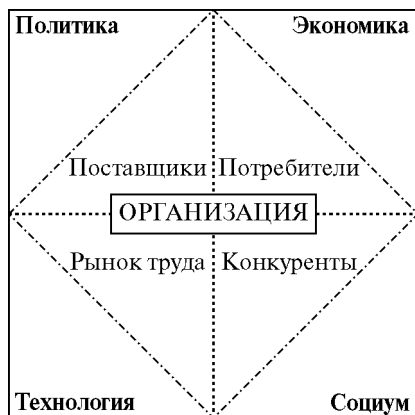 Политика Экономика
Поставщики Потребители
ОРГАНИЗАЦИЯ
Рынок труда Конкуренты
Технология Социум